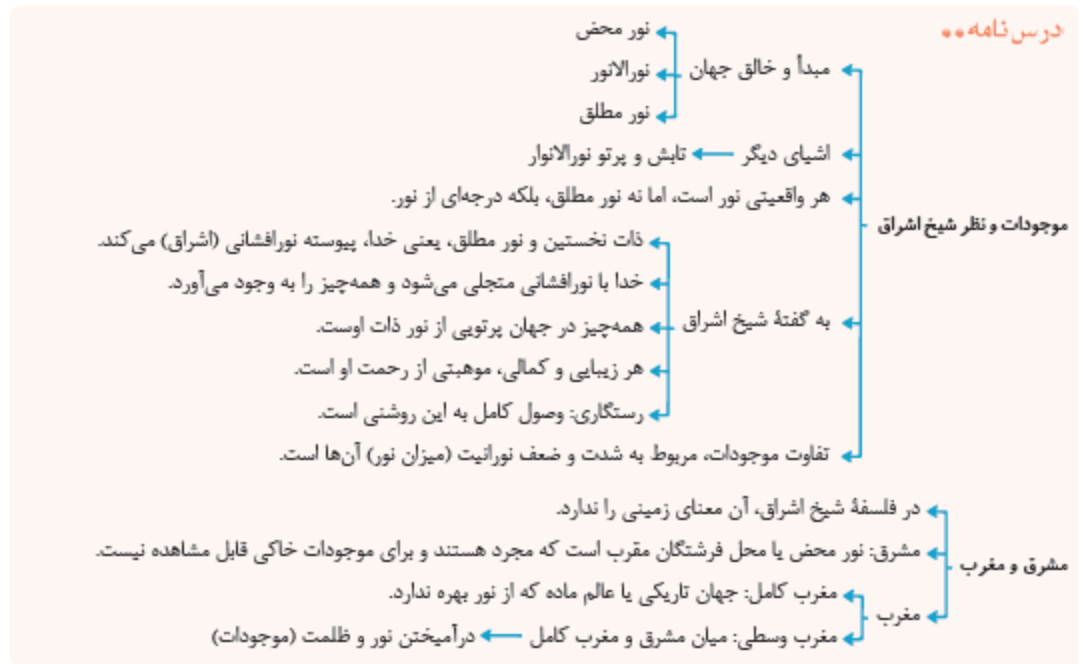 درس‌نامه
نور محض
مبدأ و خالق جهان
نورالانور
نور مطلق
اشیای دیگر
تابش و پرتو نورالانوار
هر واقعیتی نور است، اما نه نور مطلق، بلکه درجه‌ای از نور.
موجودات و نظر شیخ اشراق
ذات نخستین و نور مطلق، یعنی خدا، پیوسته نورافشانی (اشراق) می‌کند.
خدا با نورافشانی متجلی می‌شود و همه‌چیز را به وجود می‌آورد.
به گفتهٔ شیخ اشراق
همه‌چیز در جهان پرتویی از نور ذات اوست.
هر زیبایی و کمالی، موهبتی از رحمت او است.
رستگاری: وصول کامل به این روشنی است.
تفاوت موجودات، مربوط به شدت و ضعف نورانیت (میزان نور) آن‌ها است.
در فلسفهٔ شیخ اشراق، آن معنای زمینی را ندارد.
مشرق و مغرب
مشرق: نور محض یا محل فرشتگان مقرب است که مجرد هستند و برای موجودات خاکی قابل مشاهده نیست.
مغرب کامل: جهان تاریکی یا عالم ماده که از نور بهره ندارد.
مغرب
مغرب وسطی: میان مشرق و مغرب کامل
درآمیختن نور و ظلمت (موجودات)